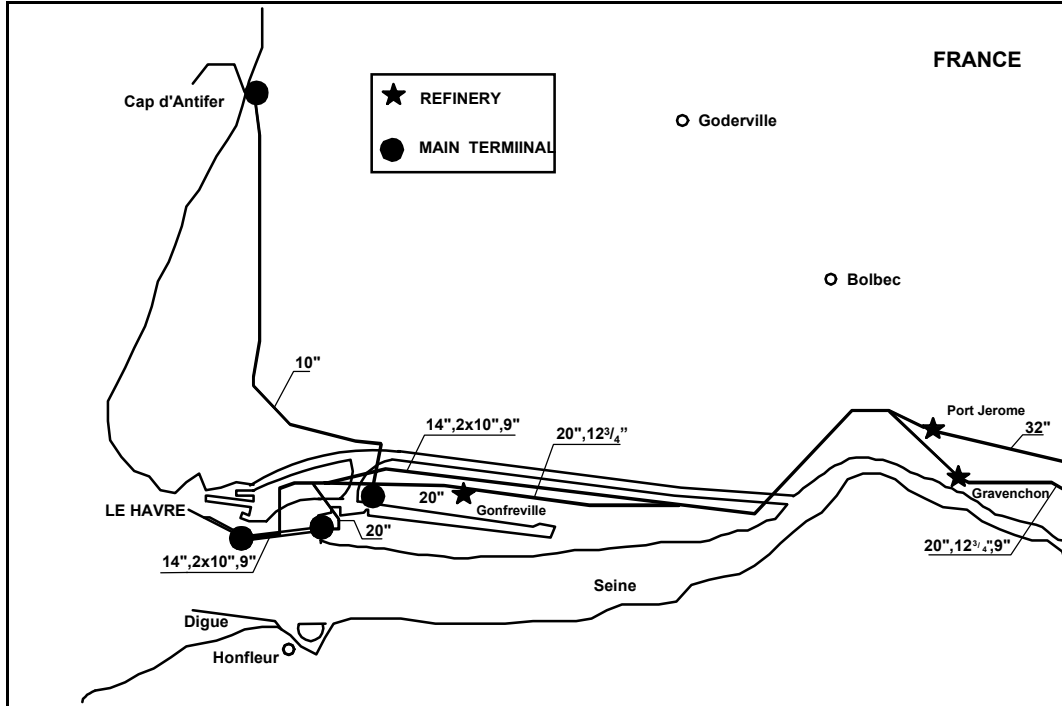 FRANCE
Cap d'Antifer
REFINERY
MAIN TERMIINAL
Goderville
Bolbec
10"
14",2x10",9"
20",12³/₄"
Port Jerome
32"
20"
Gonfreville
Gravenchon
LE HAVRE
20"
14",2x10",9"
20",12³/₄",9"
Seine
Digue
Honfleur